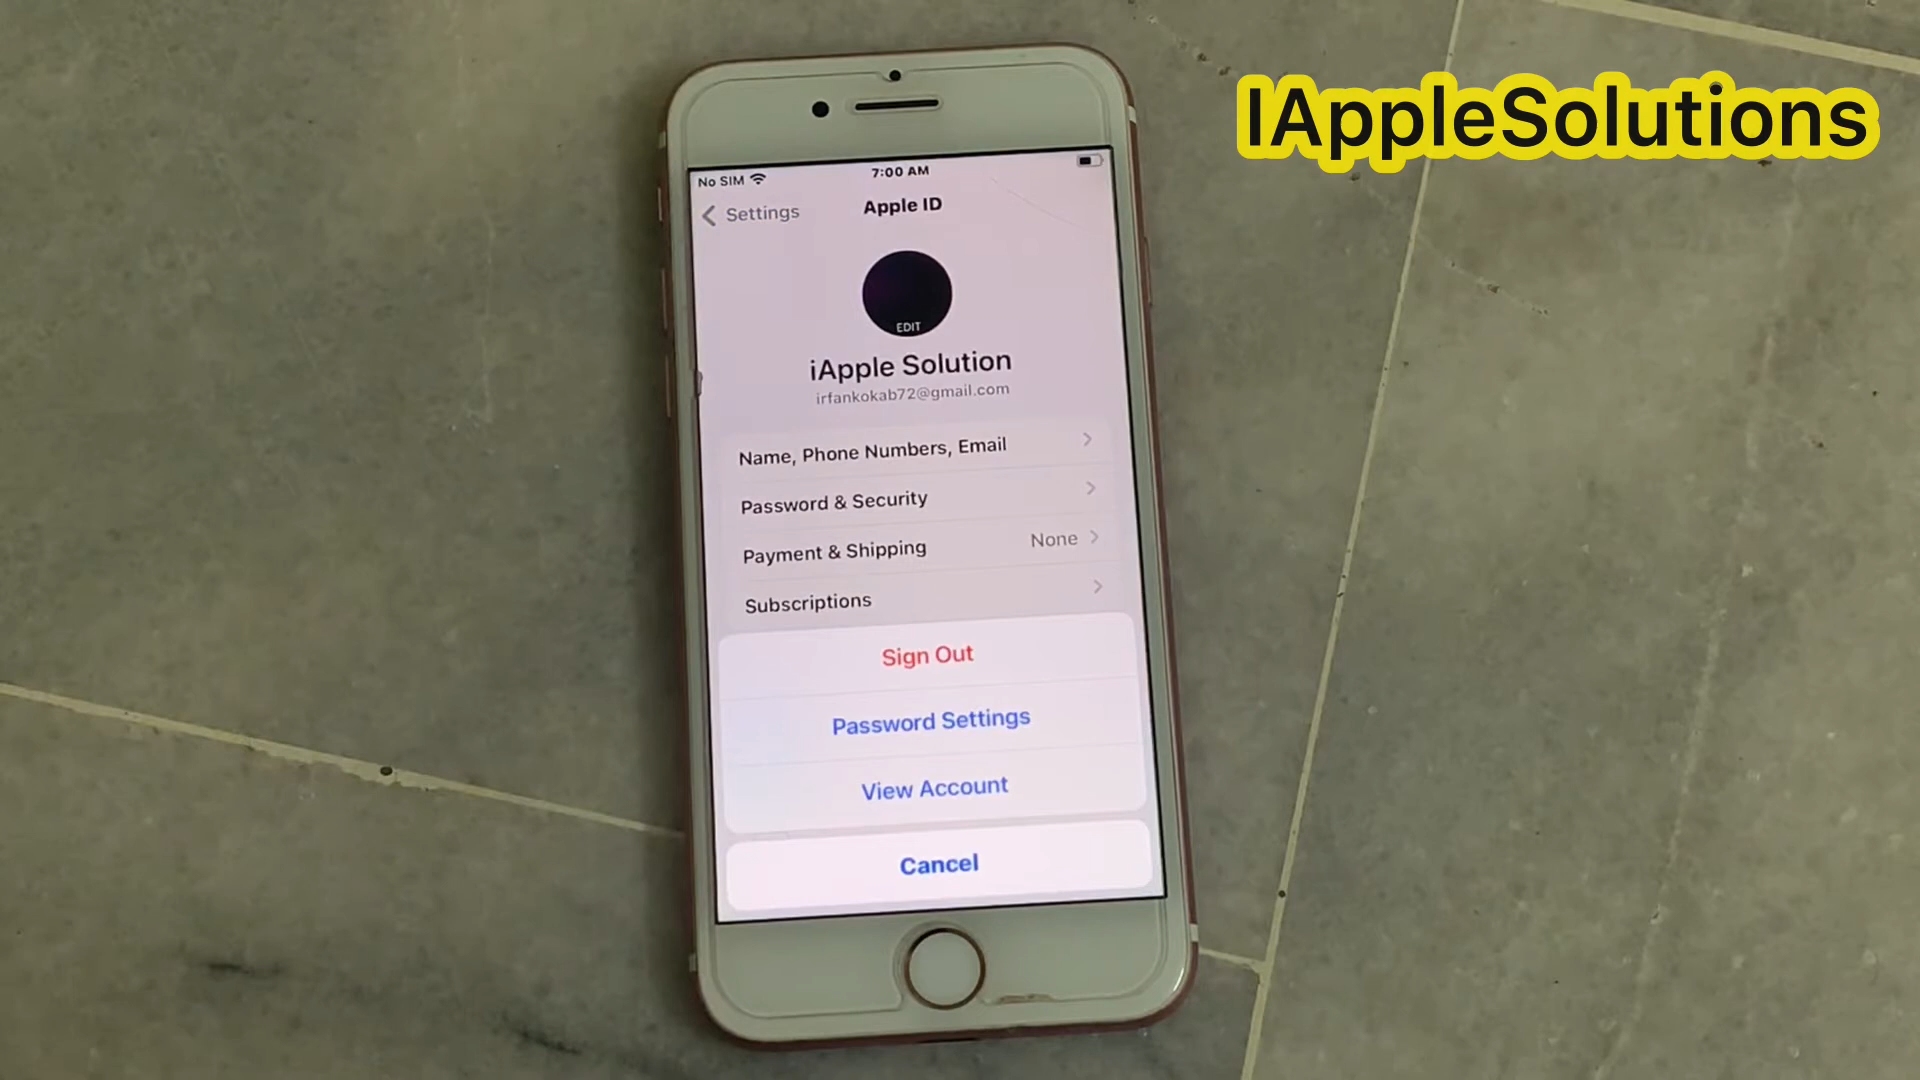 IAppleSolutions
No SIM
7:00 AM
Settings
Apple ID
EDIT
iApple Solution
irfankokab72@gmail.com
Name, Phone Numbers, Email
Password & Security
Payment & Shipping
None
Subscriptions
Sign Out
Password Settings
View Account
Cancel